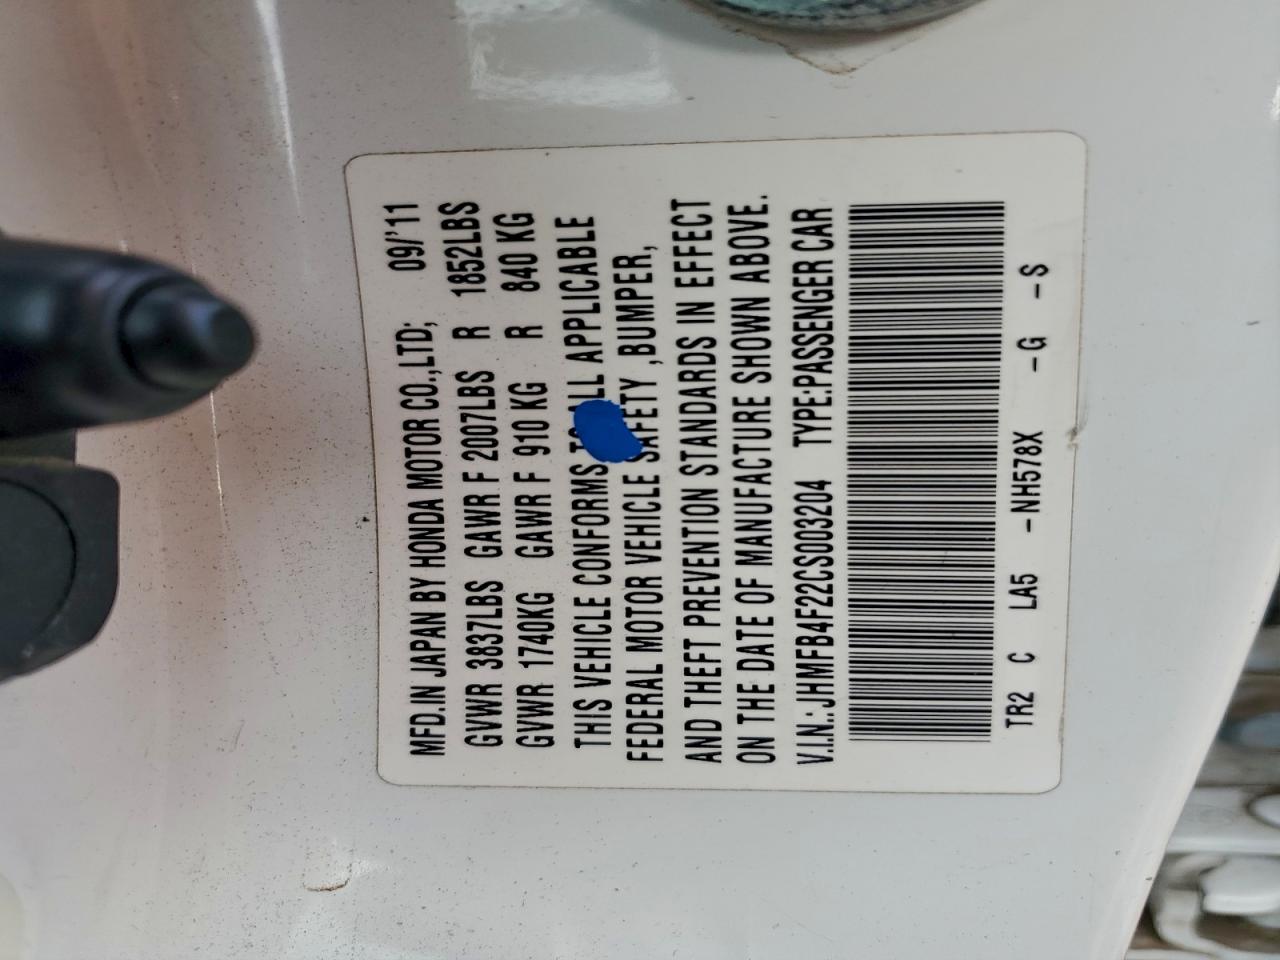 MFD.IN JAPAN BY HONDA MOTOR CO.,LTD; 09/'11
GVWR 3837LBS GAWR F 2007LBS R 1852LBS
GVWR 1740KG GAWR F 910 KG R 840 KG
THIS VEHICLE CONFORMS TO ALL APPLICABLE
FEDERAL MOTOR VEHICLE SAFETY ,BUMPER,
AND THEFT PREVENTION STANDARDS IN EFFECT
ON THE DATE OF MANUFACTURE SHOWN ABOVE.
V.I.N.:JHMFB4F22CS003204 TYPE:PASSENGER CAR
TR2 C LA5 -NH578X -G -S